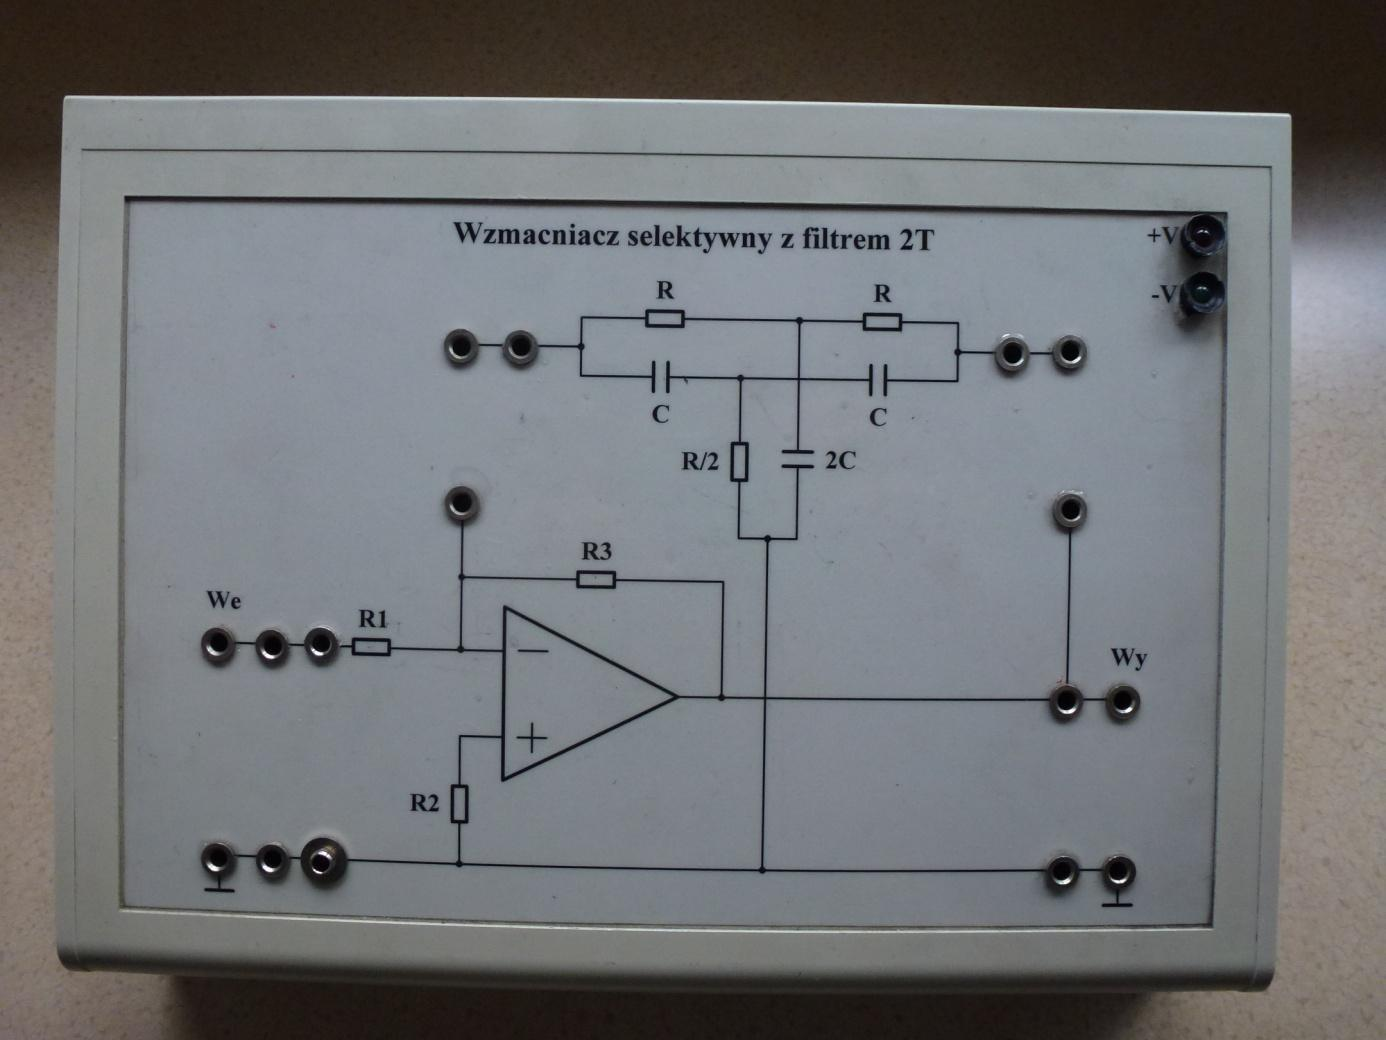 Wzmacniacz selektywny z filtrem 2T
+V
-V
R
R
C
C
R/2
2C
R3
We
R1
Wy
R2